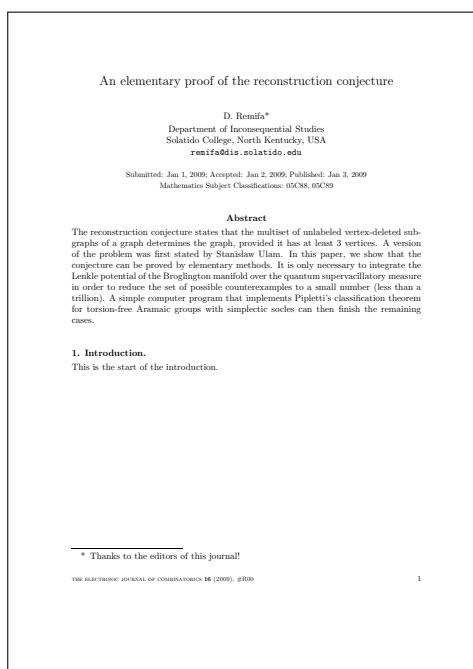 An elementary proof of the reconstruction conjecture
D. Remifa*
Department of Inconsequential Studies
Solatido College, North Kentucky, USA
remifa@dis.solatido.edu
Submitted: Jan 1, 2009; Accepted: Jan 2, 2009; Published: Jan 3, 2009
Mathematics Subject Classifications: 05C88, 05C89
Abstract
The reconstruction conjecture states that the multiset of unlabeled vertex-deleted sub-
graphs of a graph determines the graph, provided it has at least 3 vertices. A version
of the problem was first stated by Stanisław Ulam. In this paper, we show that the
conjecture can be proved by elementary methods. It is only necessary to integrate the
Lenkle potential of the Broglington manifold over the quantum supervacillatory measure
in order to reduce the set of possible counterexamples to a small number (less than a
trillion). A simple computer program that implements Pipletti's classification theorem
for torsion-free Aramaic groups with simplectic socles can then finish the remaining
cases.
1. Introduction.
This is the start of the introduction.
* Thanks to the editors of this journal!
THE ELECTRONIC JOURNAL OF COMBINATORICS 16 (2009), #R00 1